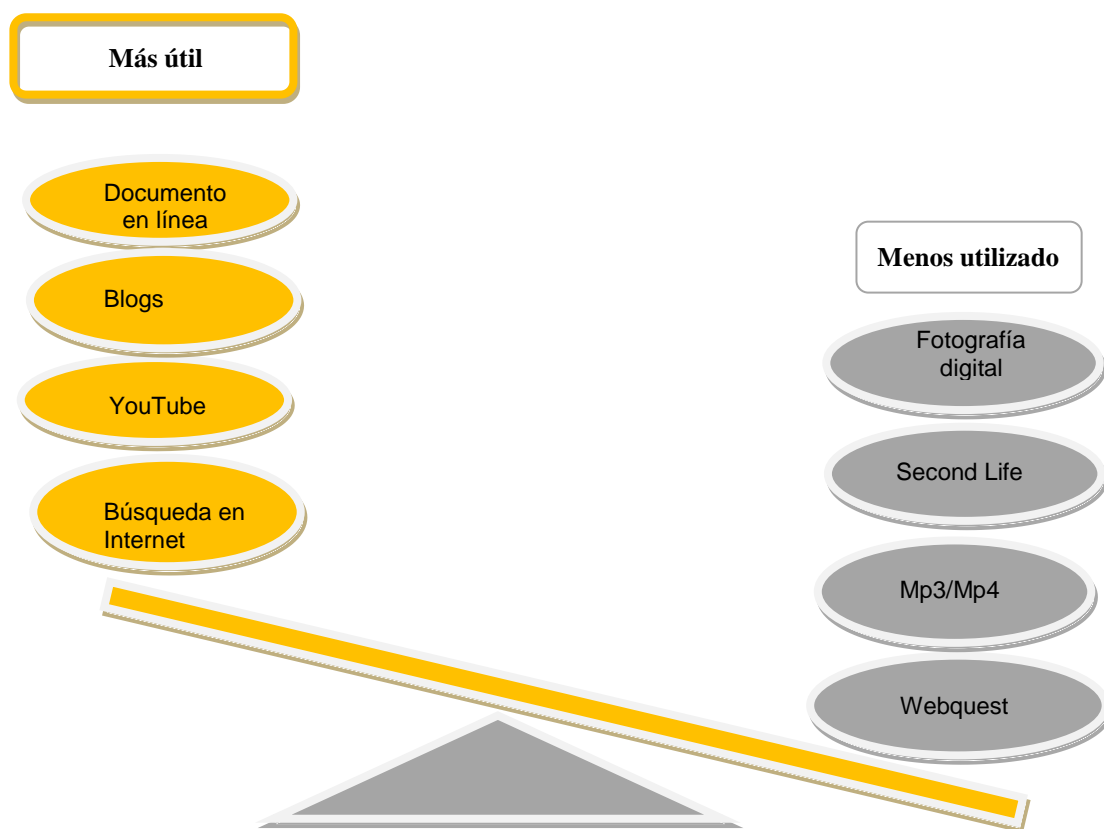 Más útil
Documento
en línea
Blogs
YouTube
Búsqueda en
Internet
Menos utilizado
Fotografía
digital
Second Life
Mp3/Mp4
Webquest